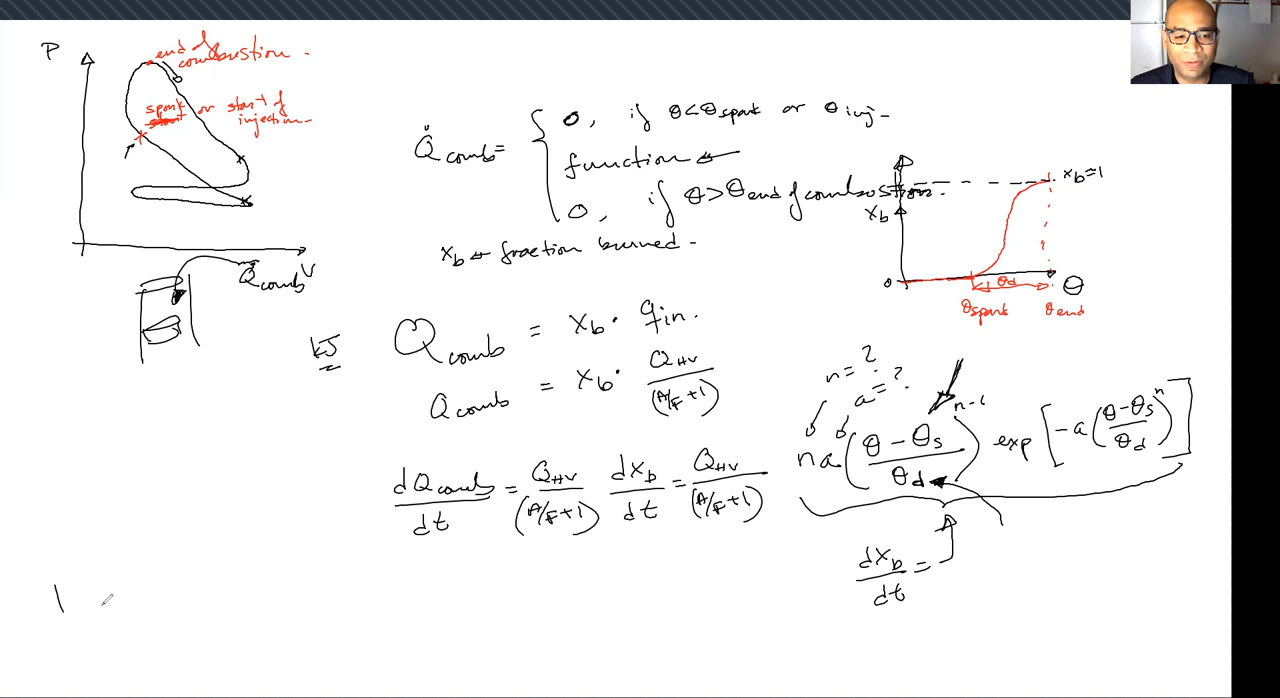 P
end of
combustion.
spark or start of
injection
V
Q̇comb
Q̇comb = { 0, if θ<θspark or θinj.
function ←
0, if θ>θend of combustion.
xb ← fraction burned.
xb
xb=1
0
θd
θ
θspark
θend
kJ
Qcomb = xb · qin.
Qcomb = xb · QHV/(A/F+1)
n=?
a=?
dQcomb/dt = QHV/(A/F+1) dxb/dt = QHV/(A/F+1) na((θ-θs)/θd)^(n-1) exp[-a((θ-θs)/θd)^n]
dxb/dt =